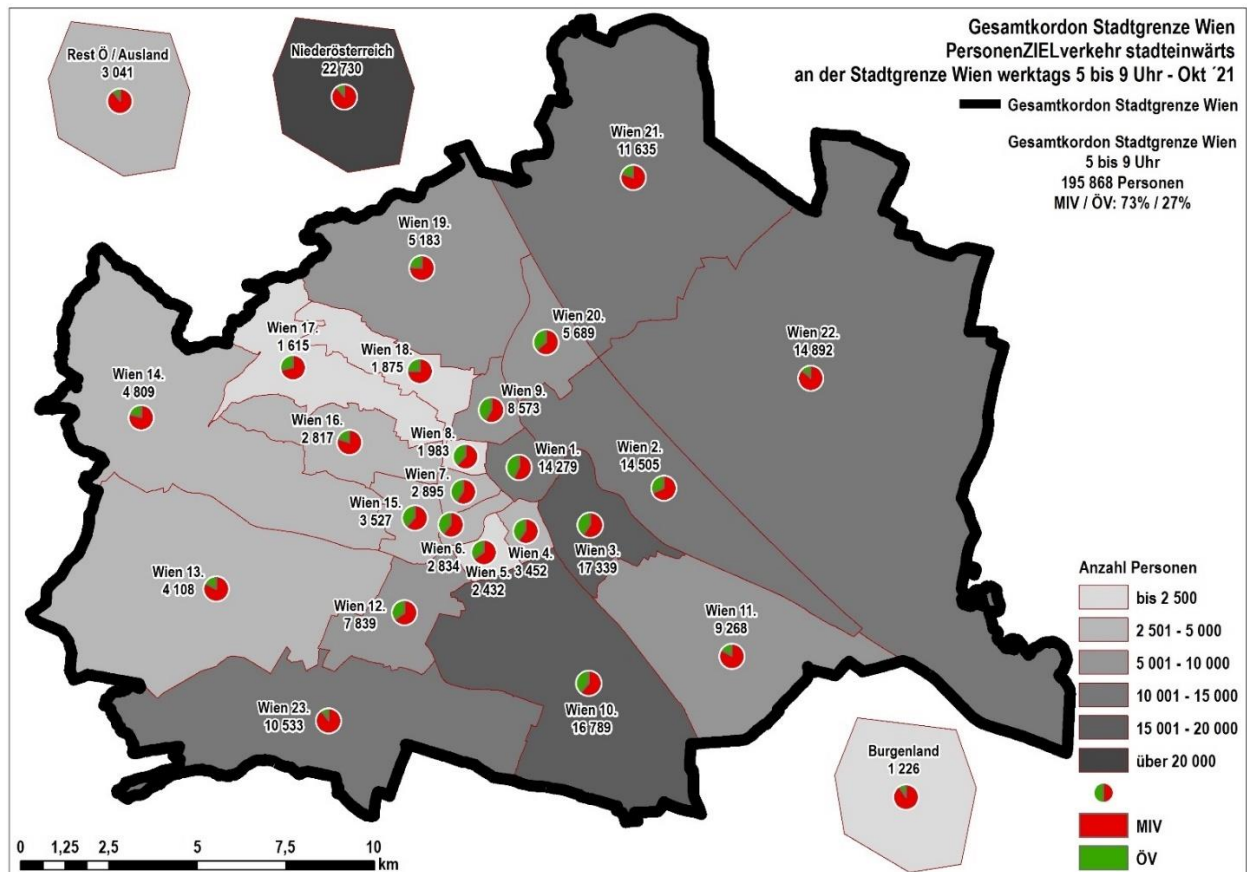 Gesamtkordon Stadtgrenze Wien
PersonenZIELverkehr stadteinwärts
an der Stadtgrenze Wien werktags 5 bis 9 Uhr - Okt ´21
Gesamtkordon Stadtgrenze Wien
Gesamtkordon Stadtgrenze Wien
5 bis 9 Uhr
195 868 Personen
MIV / ÖV: 73% / 27%
Rest Ö / Ausland
3 041
Niederösterreich
22 730
Wien 21.
11 635
Wien 19.
5 183
Wien 20.
5 689
Wien 22.
14 892
Wien 17.
1 615
Wien 18.
1 875
Wien 14.
4 809
Wien 9.
8 573
Wien 16.
2 817
Wien 8.
1 983
Wien 1.
14 279
Wien 2.
14 505
Wien 7.
2 895
Wien 15.
3 527
Wien 6.
2 834
Wien 5.
2 432
Wien 4.
3 452
Wien 3.
17 339
Wien 13.
4 108
Wien 12.
7 839
Wien 11.
9 268
Wien 10.
16 789
Wien 23.
10 533
Burgenland
1 226
Anzahl Personen
bis 2 500
2 501 - 5 000
5 001 - 10 000
10 001 - 15 000
15 001 - 20 000
über 20 000
MIV
ÖV
0 1,25 2,5 5 7,5 10
km